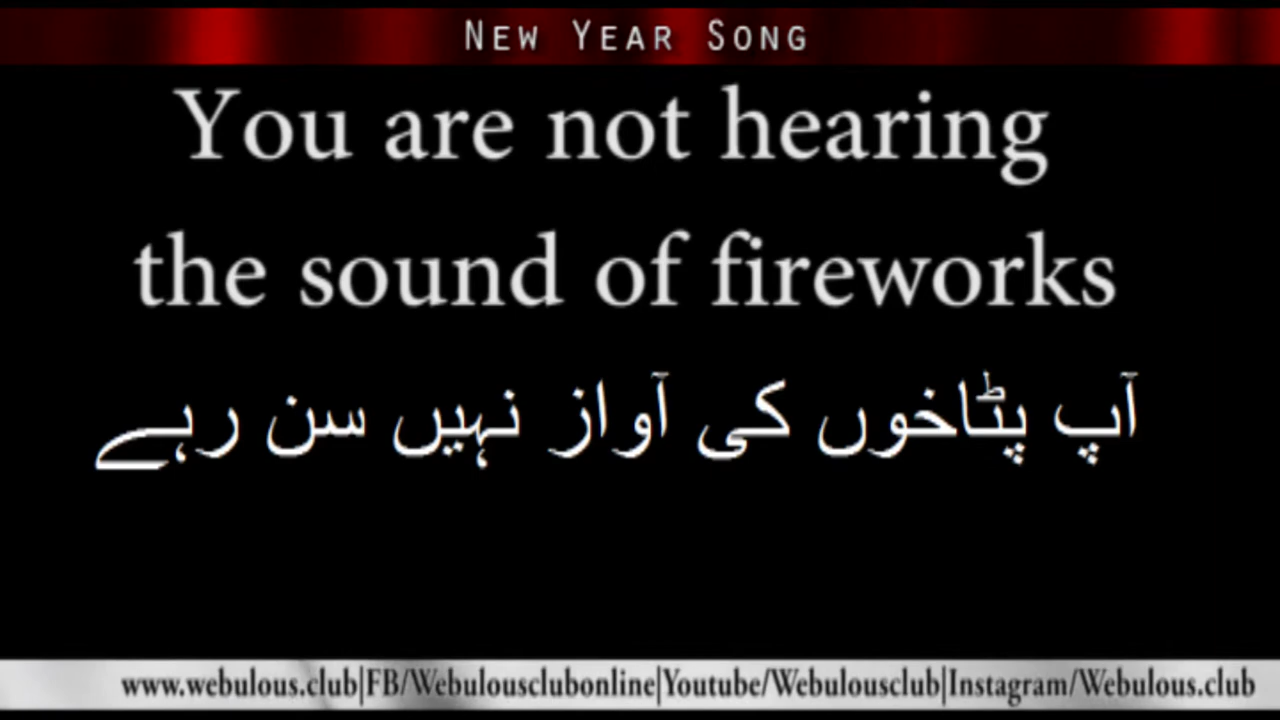 New Year Song
You are not hearing
the sound of fireworks
آپ پٹاخوں کی آواز نہیں سن رہے
www.webulous.club|FB/Webulousclubonline|Youtube/Webulousclub|Instagram/Webulous.club